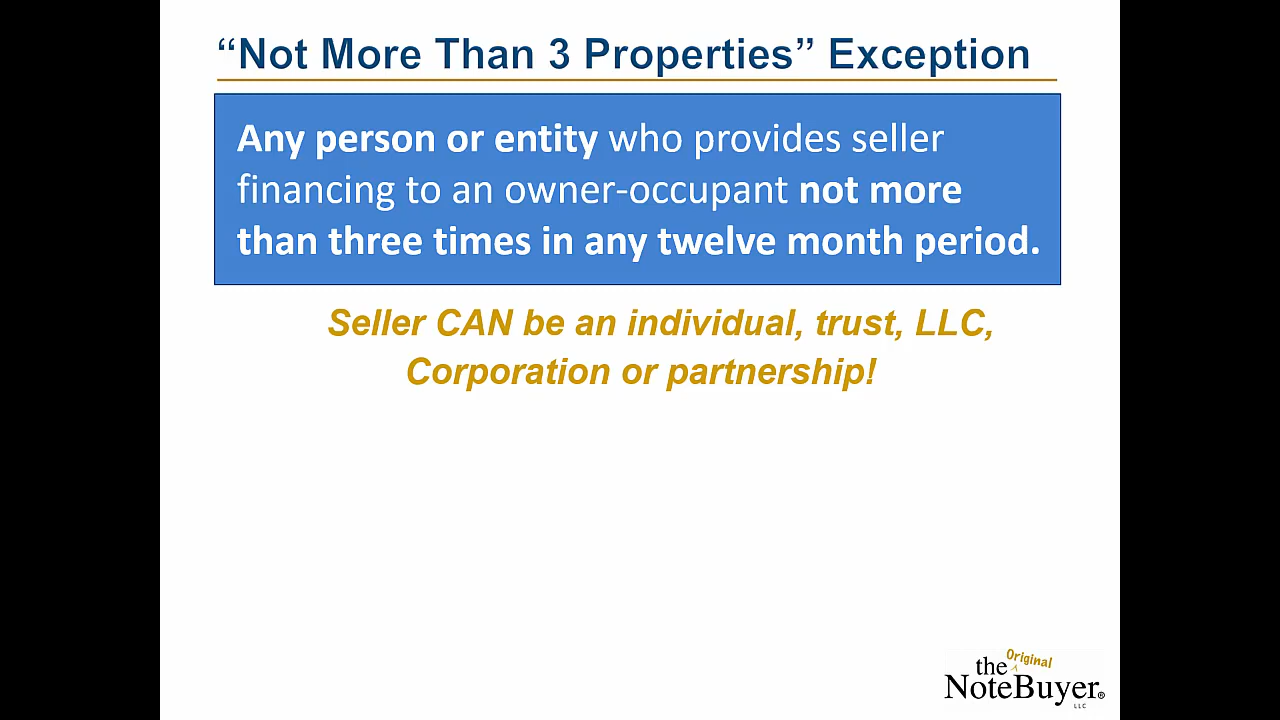 “Not More Than 3 Properties” Exception
Any person or entity who provides seller
financing to an owner-occupant not more
than three times in any twelve month period.
Seller CAN be an individual, trust, LLC,
Corporation or partnership!
the Original
NoteBuyer®
LLC